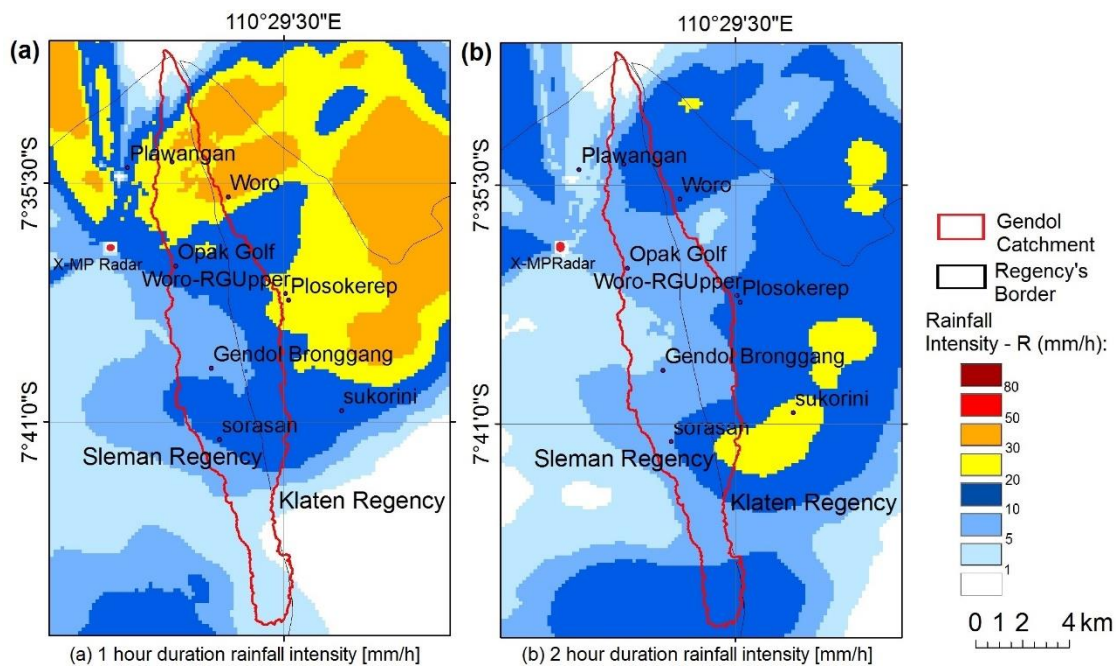 110°29'30"E
110°29'30"E
(a)
(b)
Plawangan
Plawangan
7°35'30"S
7°35'30"S
Woro
Woro
Gendol
Catchment
Regency's
Border
X-MP Radar
Opak Golf
X-MPRadar
Opak Golf
Woro-RGUpper
Plosokerep
Woro-RGUpper
Plosokerep
Rainfall
Intensity - R (mm/h):
Gendol Bronggang
Gendol Bronggang
80
50
30
20
10
5
1
sukorini
sukorini
7°41'0"S
7°41'0"S
sorasan
sorasan
Sleman Regency
Sleman Regency
Klaten Regency
Klaten Regency
0 1 2 4 km
(a) 1 hour duration rainfall intensity [mm/h]
(b) 2 hour duration rainfall intensity [mm/h]